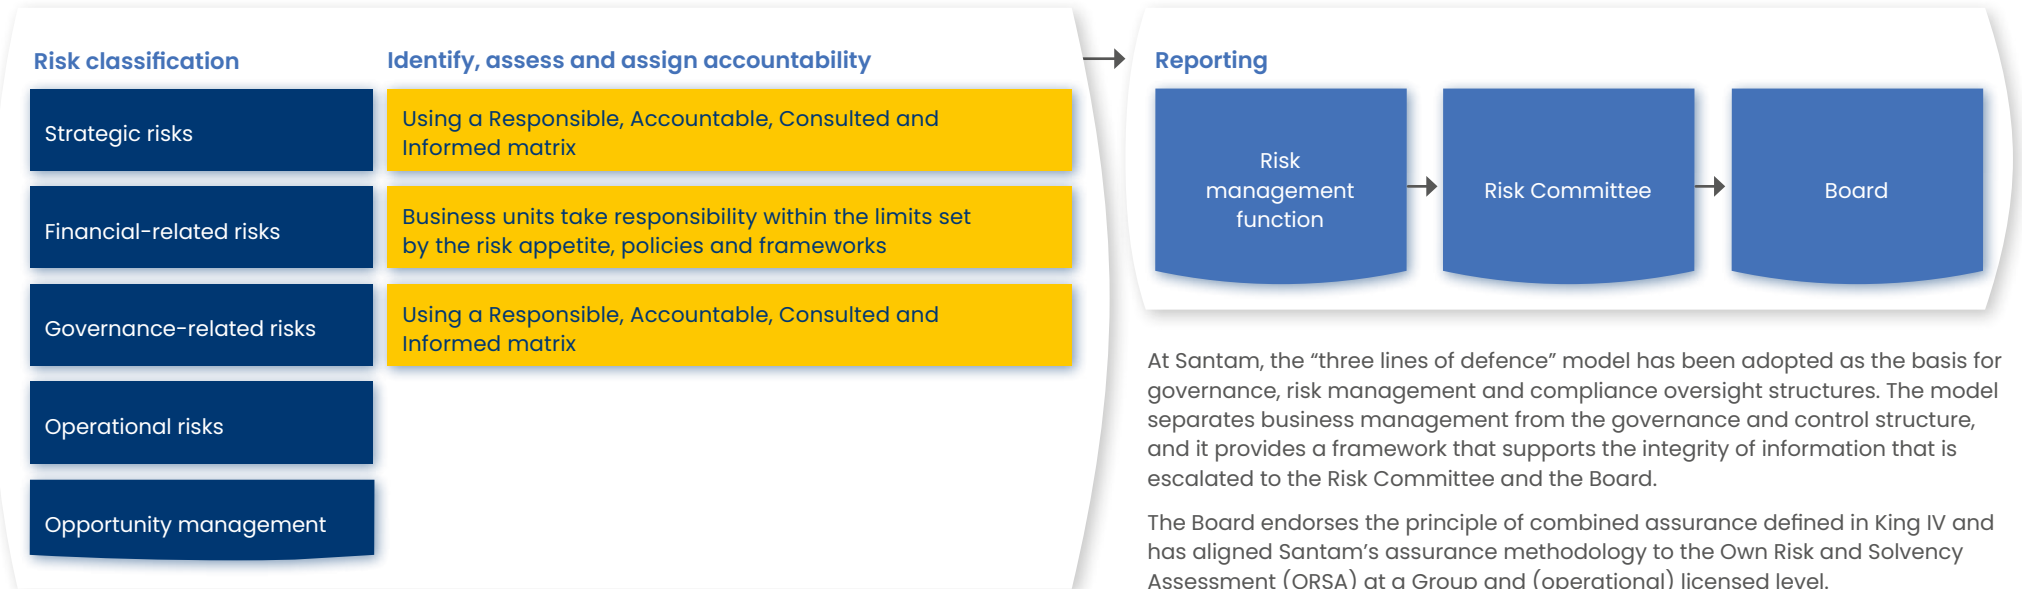 Risk classification
Identify, assess and assign accountability
Strategic risks
Using a Responsible, Accountable, Consulted and
Informed matrix
Financial-related risks
Business units take responsibility within the limits set
by the risk appetite, policies and frameworks
Governance-related risks
Using a Responsible, Accountable, Consulted and
Informed matrix
Operational risks
Opportunity management
Reporting
Risk
management
function
Risk Committee
Board
At Santam, the “three lines of defence” model has been adopted as the basis for
governance, risk management and compliance oversight structures. The model
separates business management from the governance and control structure,
and it provides a framework that supports the integrity of information that is
escalated to the Risk Committee and the Board.
The Board endorses the principle of combined assurance defined in King IV and
has aligned Santam’s assurance methodology to the Own Risk and Solvency
Assessment (ORSA) at a Group and (operational) licensed level.